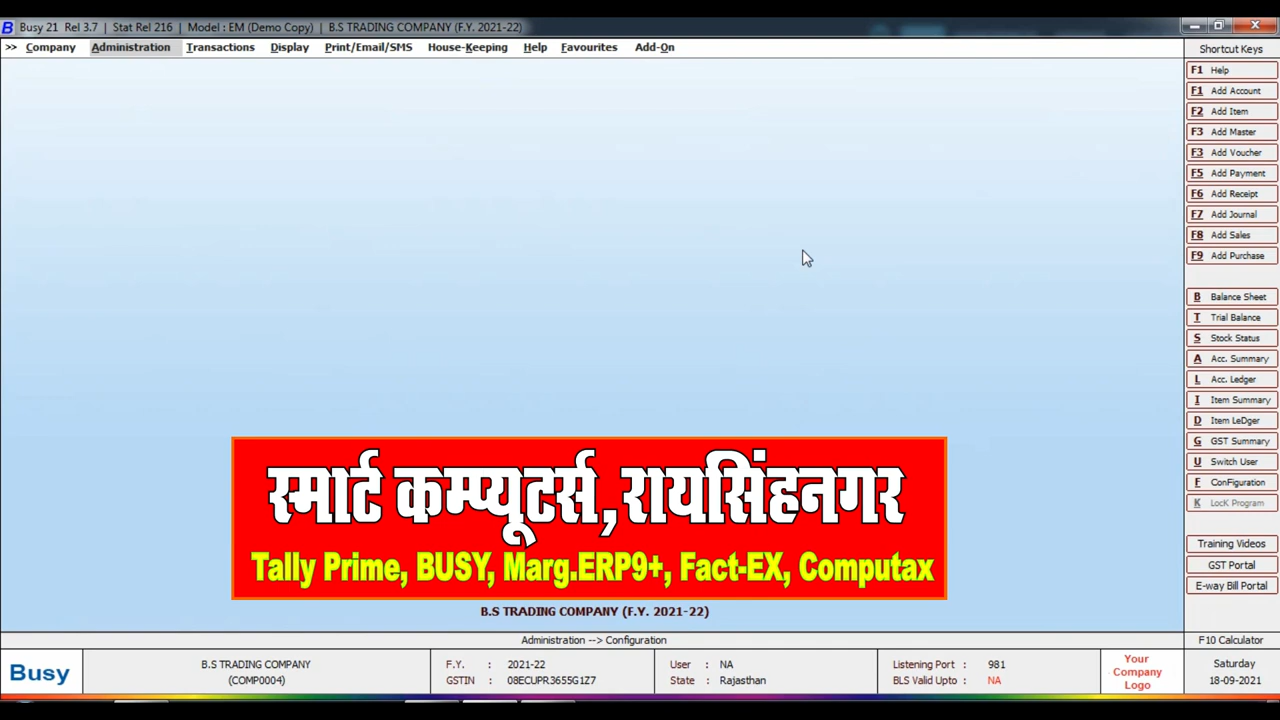 Busy 21 Rel 3.7 | Stat Rel 216 | Model : EM (Demo Copy) | B.S TRADING COMPANY (F.Y. 2021-22)
>> Company Administration Transactions Display Print/Email/SMS House-Keeping Help Favourites Add-On
Shortcut Keys
F1 Help
F1 Add Account
F2 Add Item
F3 Add Master
F3 Add Voucher
F5 Add Payment
F6 Add Receipt
F7 Add Journal
F8 Add Sales
F9 Add Purchase
B Balance Sheet
T Trial Balance
S Stock Status
A Acc. Summary
L Acc. Ledger
I Item Summary
D Item LeDger
G GST Summary
U Switch User
F ConFiguration
K LocK Program
Training Videos
GST Portal
E-way Bill Portal
स्मार्ट कम्प्यूटर्स,रायसिंहनगर
Tally Prime, BUSY, Marg.ERP9+, Fact-EX, Computax
B.S TRADING COMPANY (F.Y. 2021-22)
Administration --> Configuration
F10 Calculator
Busy
B.S TRADING COMPANY
(COMP0004)
F.Y. : 2021-22
GSTIN : 08ECUPR3655G1Z7
User : NA
State : Rajasthan
Listening Port : 981
BLS Valid Upto : NA
Your
Company
Logo
Saturday
18-09-2021